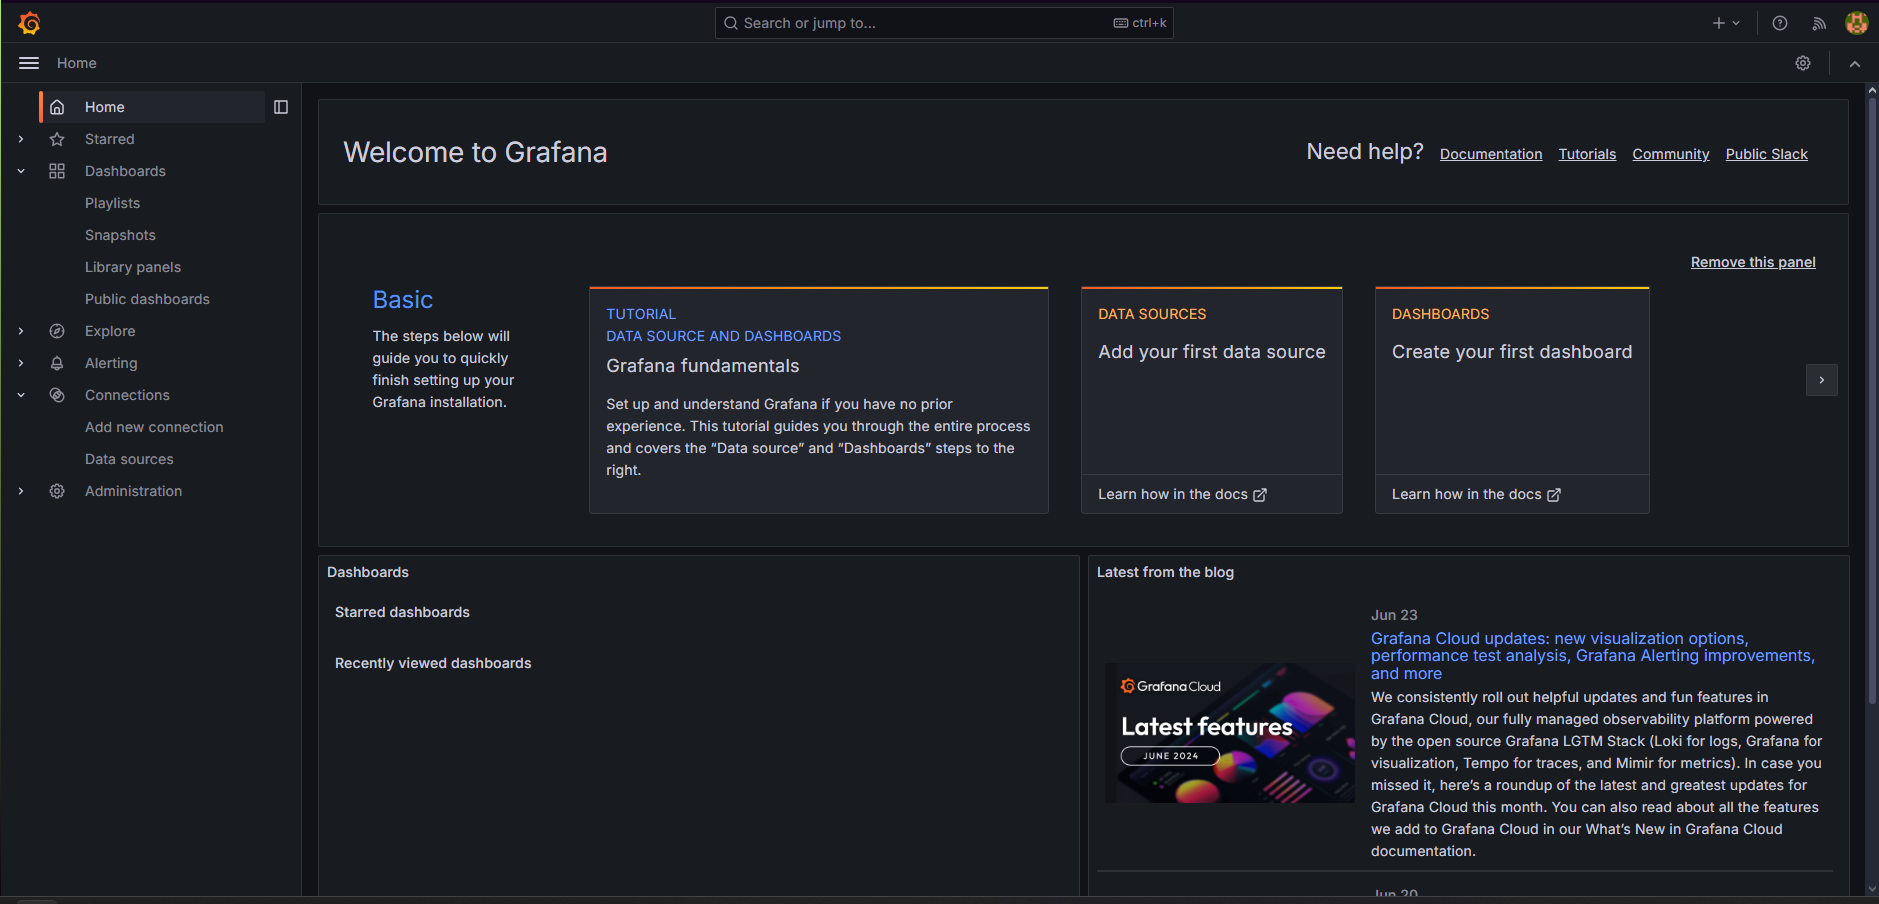 Search or jump to...
ctrl+k
Home
Home
Starred
Dashboards
Playlists
Snapshots
Library panels
Public dashboards
Explore
Alerting
Connections
Add new connection
Data sources
Administration
Welcome to Grafana
Need help?
Documentation
Tutorials
Community
Public Slack
Remove this panel
Basic
The steps below will
guide you to quickly
finish setting up your
Grafana installation.
TUTORIAL
DATA SOURCE AND DASHBOARDS
Grafana fundamentals
Set up and understand Grafana if you have no prior
experience. This tutorial guides you through the entire process
and covers the “Data source” and “Dashboards” steps to the
right.
DATA SOURCES
Add your first data source
Learn how in the docs
DASHBOARDS
Create your first dashboard
Learn how in the docs
Dashboards
Starred dashboards
Recently viewed dashboards
Latest from the blog
Grafana Cloud
Latest features
JUNE 2024
Jun 23
Grafana Cloud updates: new visualization options,
performance test analysis, Grafana Alerting improvements,
and more
We consistently roll out helpful updates and fun features in
Grafana Cloud, our fully managed observability platform powered
by the open source Grafana LGTM Stack (Loki for logs, Grafana for
visualization, Tempo for traces, and Mimir for metrics). In case you
missed it, here’s a roundup of the latest and greatest updates for
Grafana Cloud this month. You can also read about all the features
we add to Grafana Cloud in our What’s New in Grafana Cloud
documentation.
Jun 20